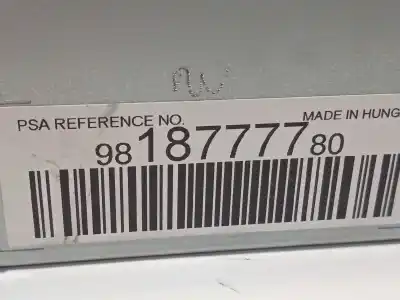 PSA REFERENCE NO. MADE IN HUNG
98 187777 80